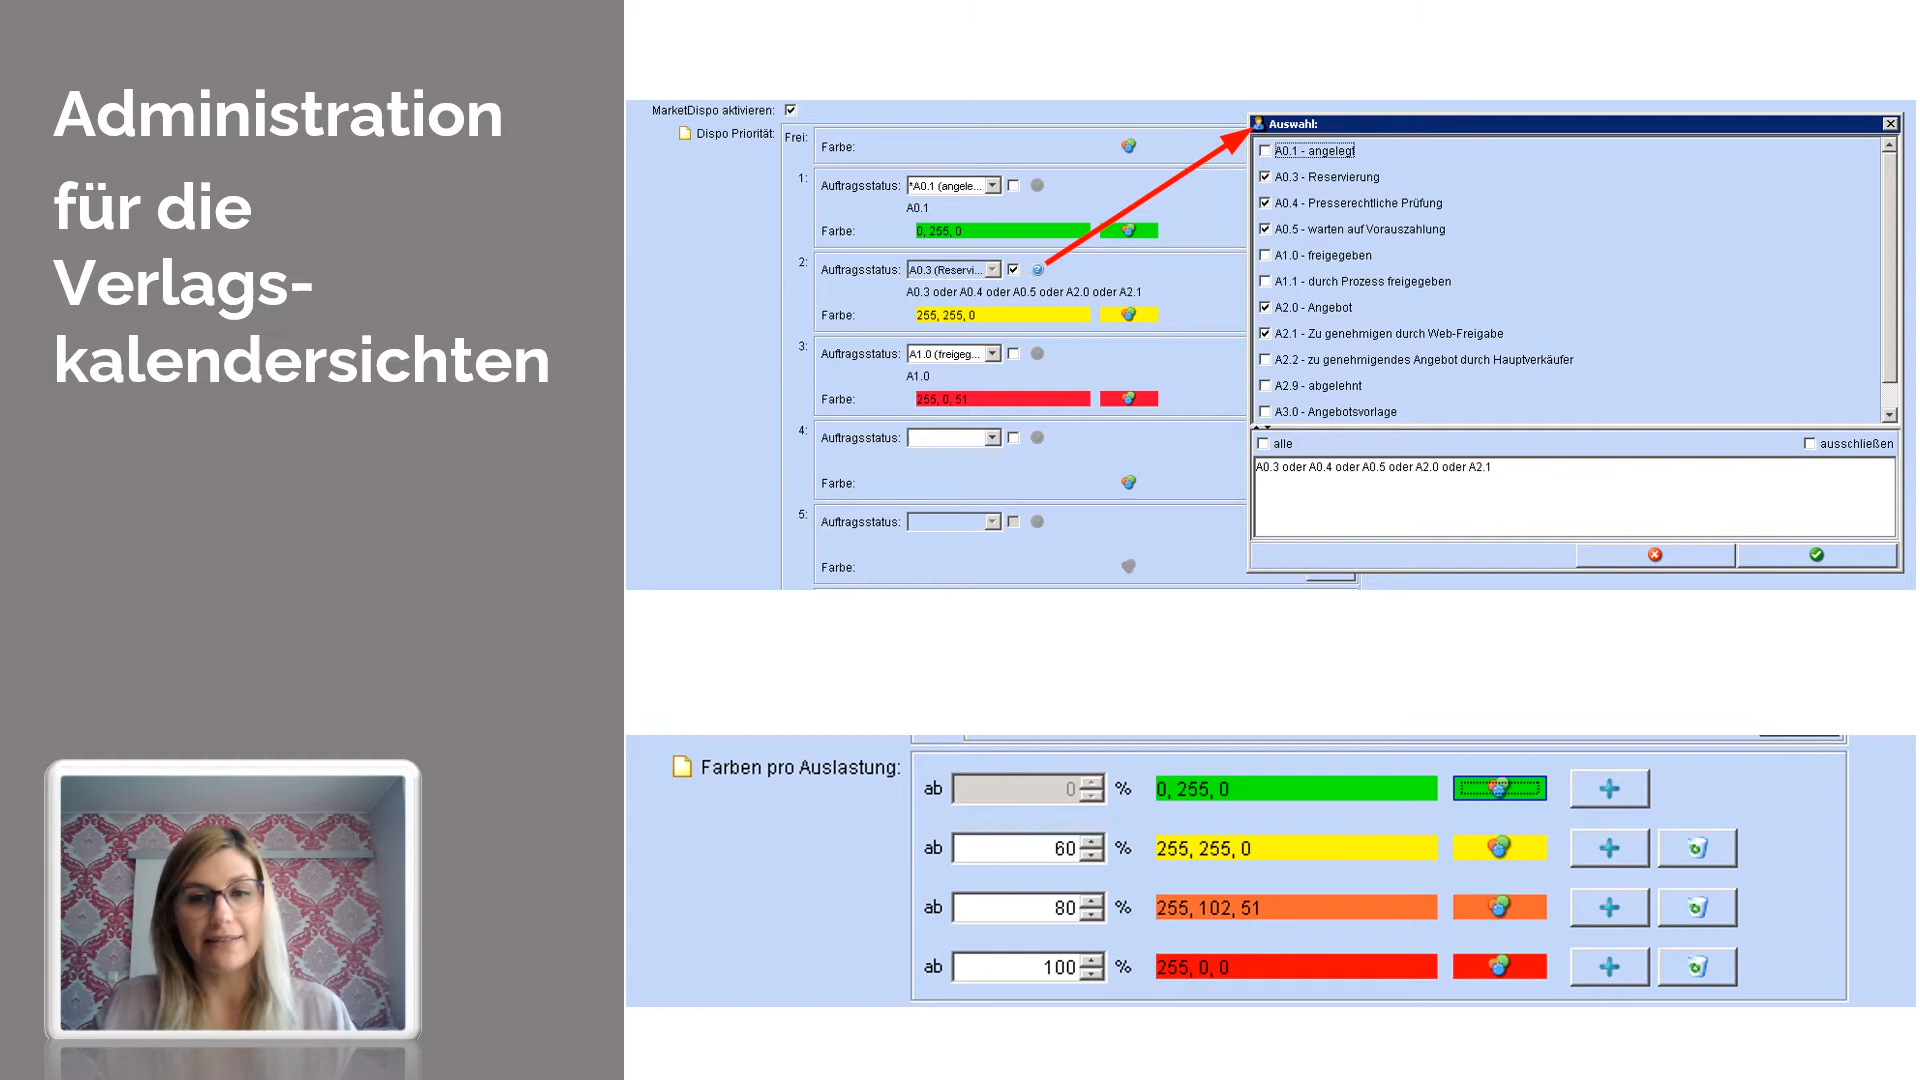 Administration
für die
Verlags-
kalendersichten
MarketDispo aktivieren:
Dispo Priorität:
Frei:
Farbe:
1:
Auftragsstatus: *A0.1 (angele...
A0.1
Farbe: 0, 255, 0
2:
Auftragsstatus: A0.3 (Reservi...
A0.3 oder A0.4 oder A0.5 oder A2.0 oder A2.1
Farbe: 255, 255, 0
3:
Auftragsstatus: A1.0 (freigeg...
A1.0
Farbe: 255, 0, 51
4:
Auftragsstatus:
Farbe:
5:
Auftragsstatus:
Farbe:
Auswahl:
A0.1 - angelegt
A0.3 - Reservierung
A0.4 - Presserechtliche Prüfung
A0.5 - warten auf Vorauszahlung
A1.0 - freigegeben
A1.1 - durch Prozess freigegeben
A2.0 - Angebot
A2.1 - Zu genehmigen durch Web-Freigabe
A2.2 - zu genehmigendes Angebot durch Hauptverkäufer
A2.9 - abgelehnt
A3.0 - Angebotsvorlage
alle ausschließen
A0.3 oder A0.4 oder A0.5 oder A2.0 oder A2.1
Farben pro Auslastung:
ab 0 % 0, 255, 0
ab 60 % 255, 255, 0
ab 80 % 255, 102, 51
ab 100 % 255, 0, 0